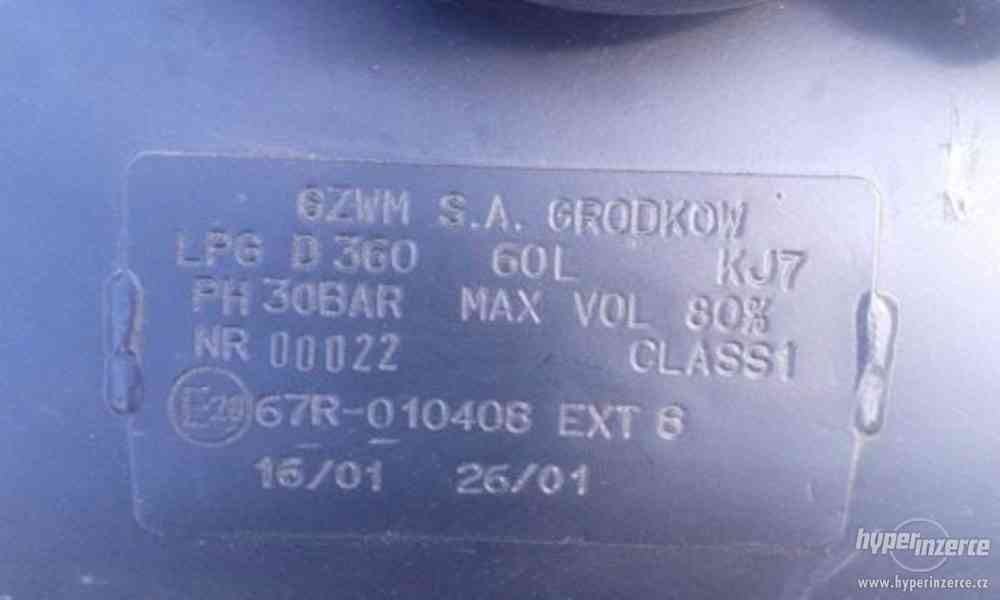 GZWM S.A. GRODKOW
LPG D 360 60L KJ7
PH 30BAR MAX VOL 80%
NR 00022 CLASS1
E20 67R-010408 EXT 8
16/01 26/01
hyperinzerce
www.hyperinzerce.cz